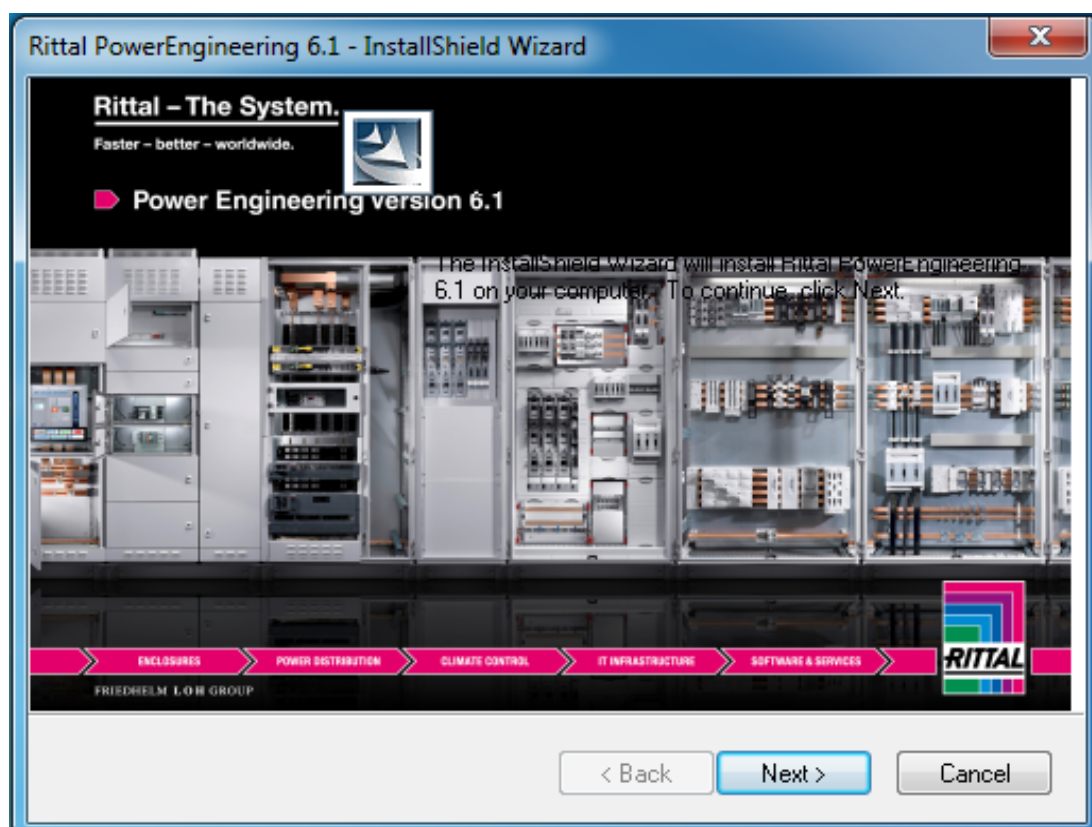 Rittal PowerEngineering 6.1 - InstallShield Wizard
Rittal – The System.
Faster – better – worldwide.
Power Engineering Version 6.1
The InstallShield Wizard will install Rittal PowerEngineering
6.1 on your computer. To continue, click Next.
ENCLOSURES
POWER DISTRIBUTION
CLIMATE CONTROL
IT INFRASTRUCTURE
SOFTWARE & SERVICES
RITTAL
FRIEDHELM LOH GROUP
< Back
Next >
Cancel